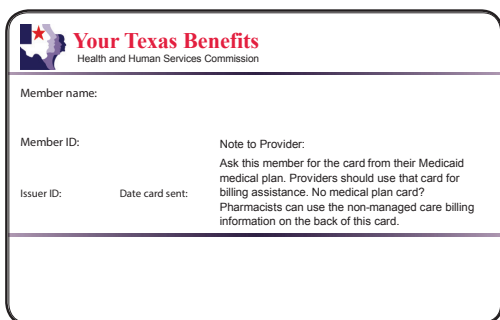 Your Texas Benefits
Health and Human Services Commission
Member name:
Member ID:
Note to Provider:
Ask this member for the card from their Medicaid
medical plan. Providers should use that card for
billing assistance. No medical plan card?
Pharmacists can use the non-managed care billing
information on the back of this card.
Issuer ID:
Date card sent: